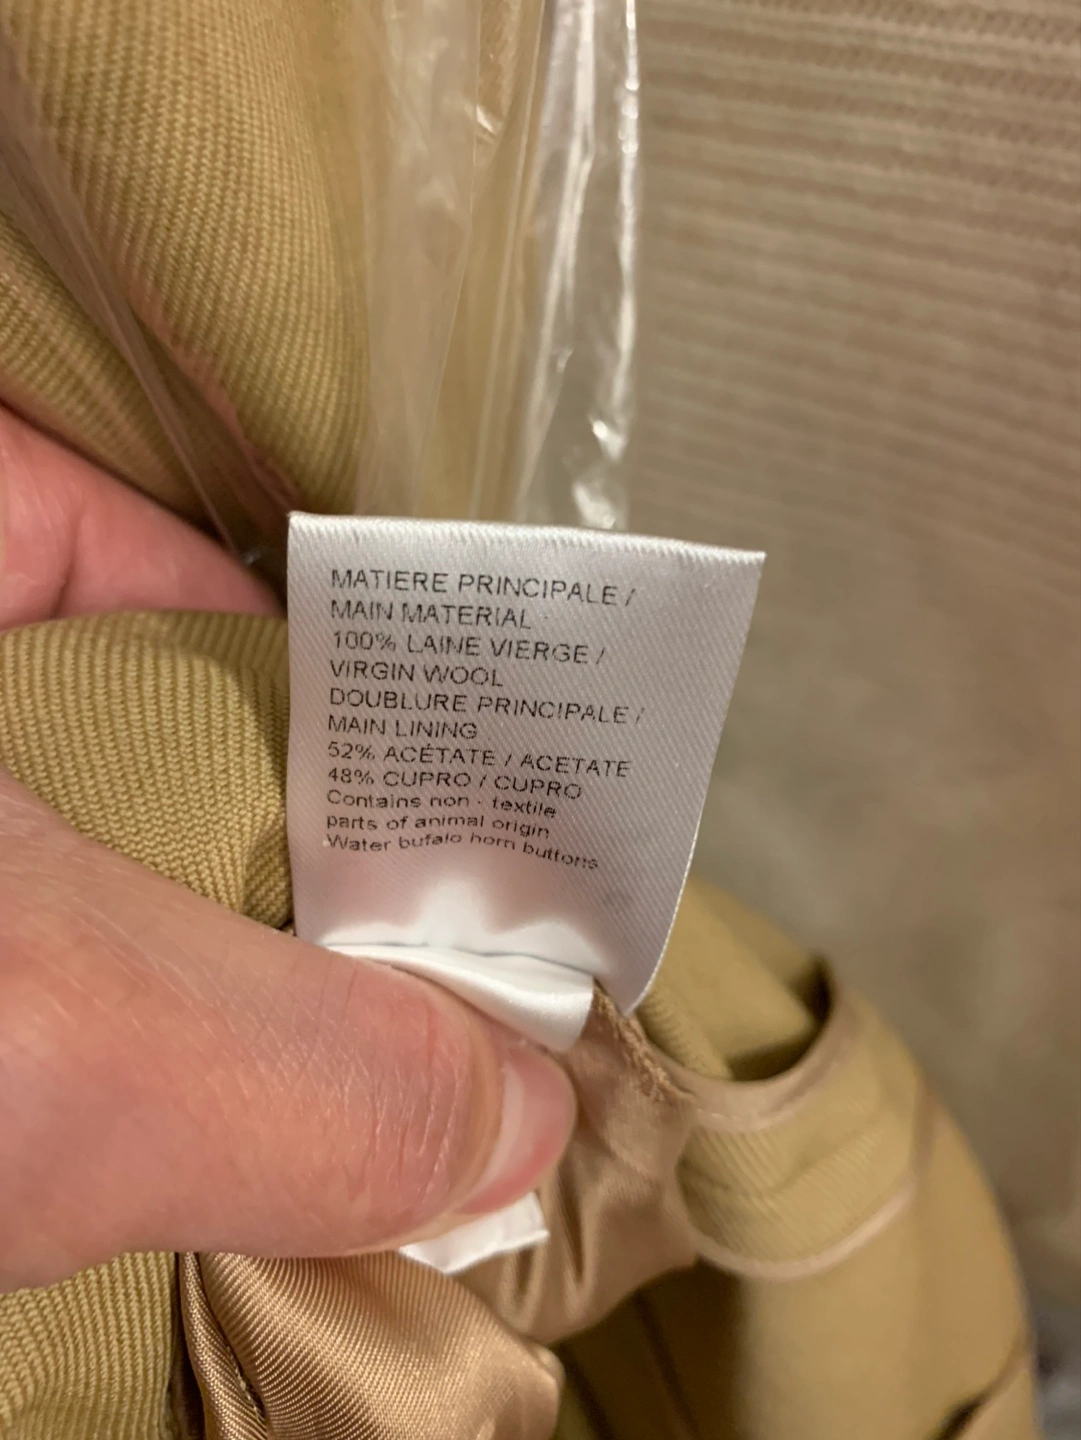 MATIERE PRINCIPALE /
MAIN MATERIAL
100% LAINE VIERGE /
VIRGIN WOOL
DOUBLURE PRINCIPALE /
MAIN LINING
52% ACÉTATE / ACETATE
48% CUPRO / CUPRO
Contains non - textile
parts of animal origin
Water bufalo horn buttons